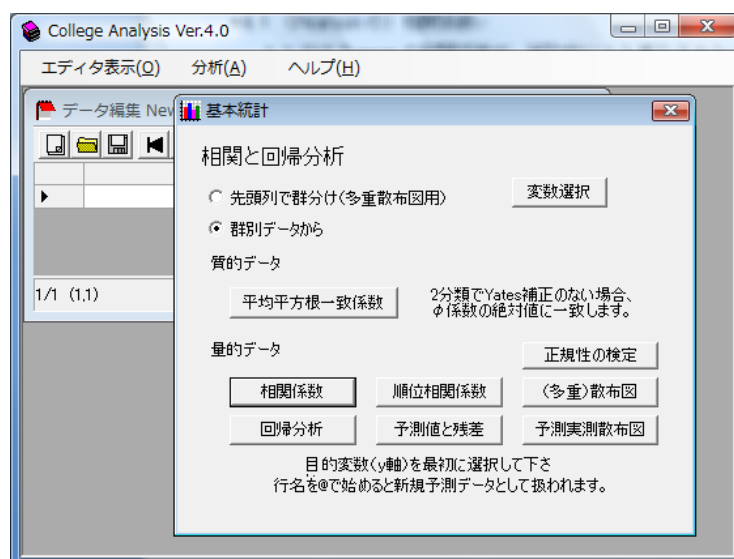 College Analysis Ver.4.0
エディタ表示(O) 分析(A) ヘルプ(H)
データ編集 New
基本統計
相関と回帰分析
先頭列で群分け(多重散布図用)
変数選択
群別データから
質的データ
1/1 (1,1)
平均平方根一致係数
2分類でYates補正のない場合、
φ係数の絶対値に一致します。
量的データ
正規性の検定
相関係数 順位相関係数 (多重)散布図
回帰分析 予測値と残差 予測実測散布図
目的変数(y軸)を最初に選択して下さ
行名を@で始めると新規予測データとして扱われます。